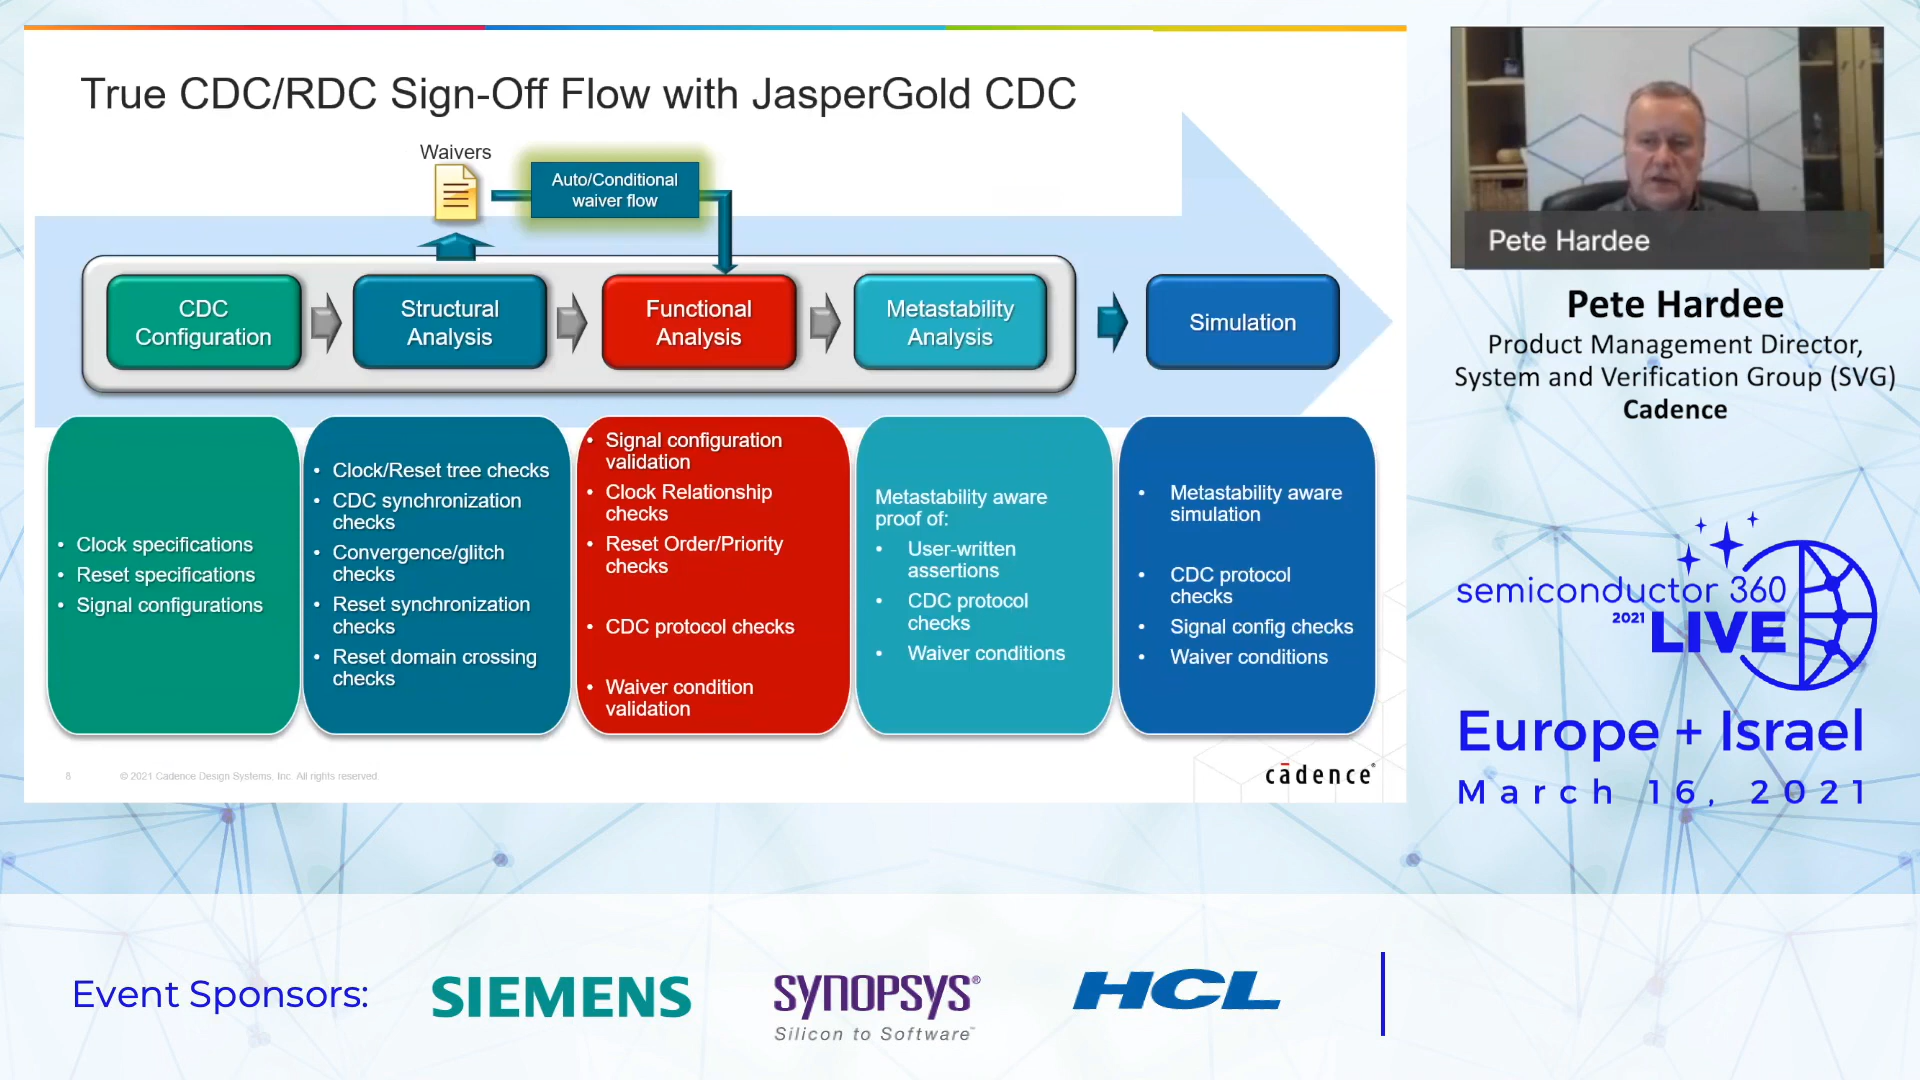 True CDC/RDC Sign-Off Flow with JasperGold CDC
Waivers
Auto/Conditional
waiver flow
CDC
Configuration
Structural
Analysis
Functional
Analysis
Metastability
Analysis
Simulation
• Clock specifications
• Reset specifications
• Signal configurations
• Clock/Reset tree checks
• CDC synchronization
checks
• Convergence/glitch
checks
• Reset synchronization
checks
• Reset domain crossing
checks
• Signal configuration
validation
• Clock Relationship
checks
• Reset Order/Priority
checks
• CDC protocol checks
• Waiver condition
validation
Metastability aware
proof of:
• User-written
assertions
• CDC protocol
checks
• Waiver conditions
• Metastability aware
simulation
• CDC protocol
checks
• Signal config checks
• Waiver conditions
8 © 2021 Cadence Design Systems, Inc. All rights reserved.
cādence®
Pete Hardee
Pete Hardee
Product Management Director,
System and Verification Group (SVG)
Cadence
semiconductor 360
2021 LIVE
Europe + Israel
March 16, 2021
Event Sponsors:
SIEMENS
SYNOPSYS®
Silicon to Software™
HCL